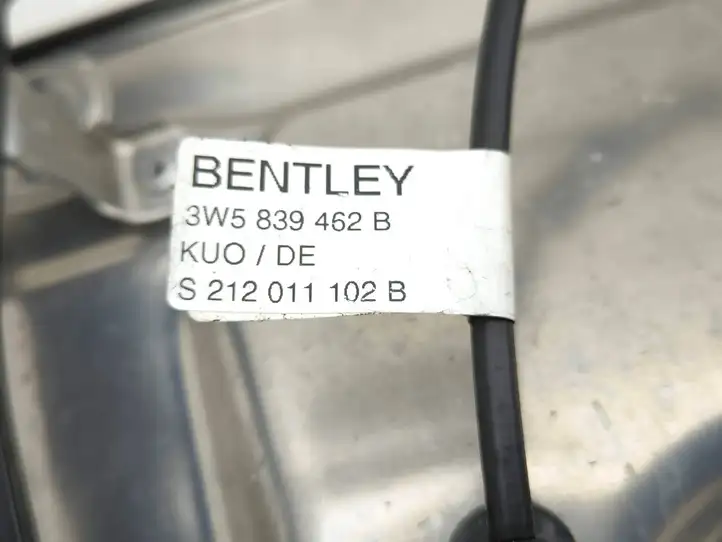 BENTLEY
3W5 839 462 B
KUO / DE
S 212 011 102 B